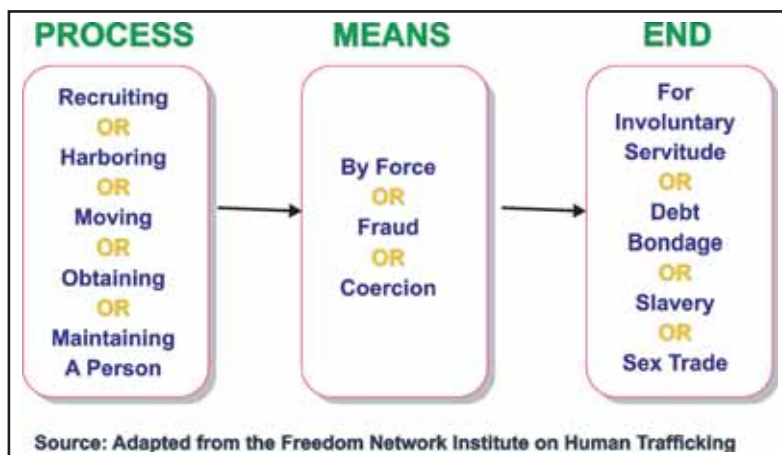 PROCESS
Recruiting
OR
Harboring
OR
Moving
OR
Obtaining
OR
Maintaining
A Person
MEANS
By Force
OR
Fraud
OR
Coercion
END
For
Involuntary
Servitude
OR
Debt
Bondage
OR
Slavery
OR
Sex Trade
Source: Adapted from the Freedom Network Institute on Human Trafficking